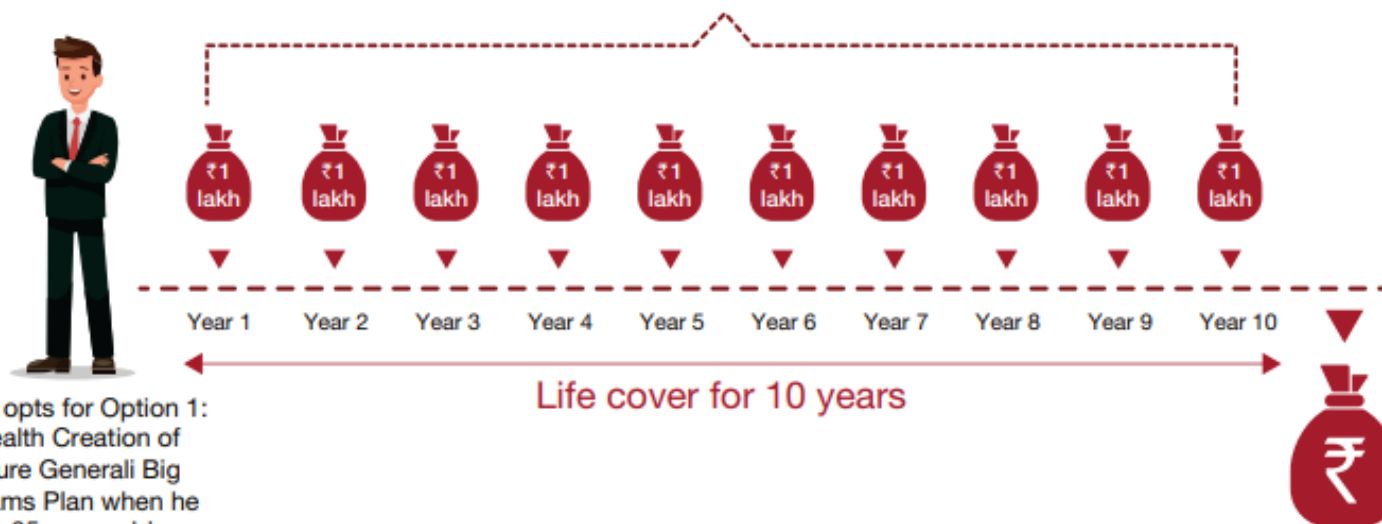 ₹1 ₹1 ₹1 ₹1 ₹1 ₹1 ₹1 ₹1 ₹1 ₹1
lakh lakh lakh lakh lakh lakh lakh lakh lakh lakh
Year 1 Year 2 Year 3 Year 4 Year 5 Year 6 Year 7 Year 8 Year 9 Year 10
Life cover for 10 years
₹
opts for Option 1:
ealth Creation of
ure Generali Big
ams Plan when he